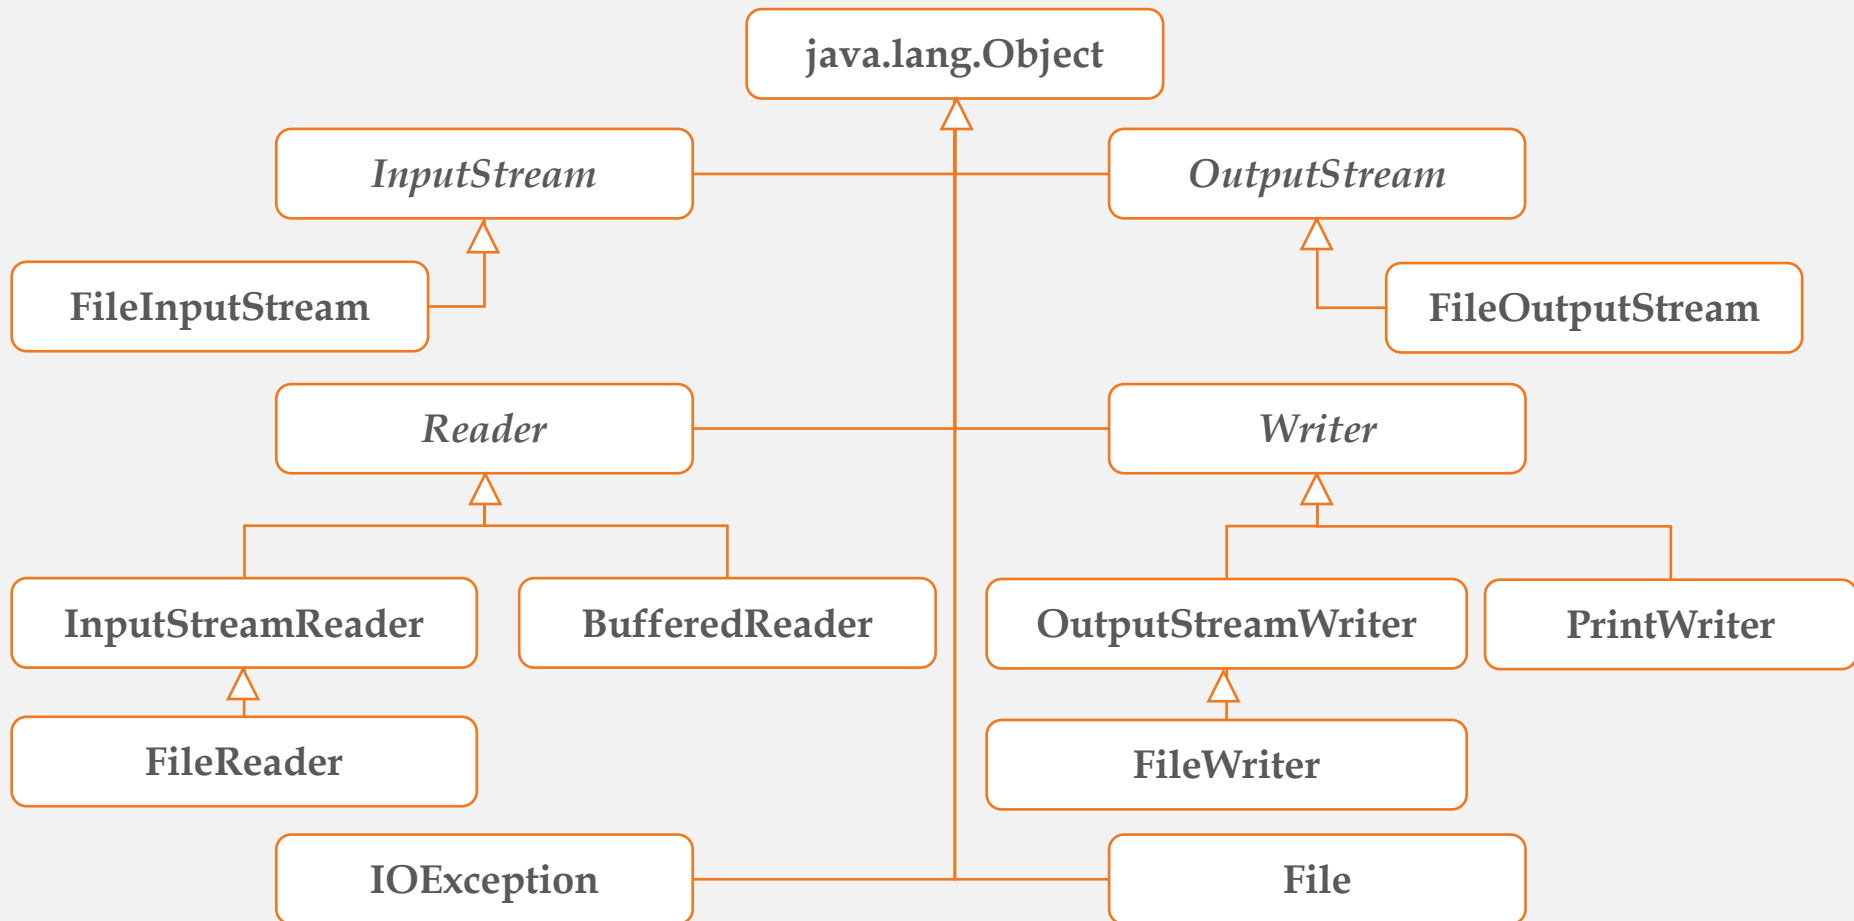 java.lang.Object
InputStream
OutputStream
FileInputStream
FileOutputStream
Reader
Writer
InputStreamReader
BufferedReader
OutputStreamWriter
PrintWriter
FileReader
FileWriter
IOException
File